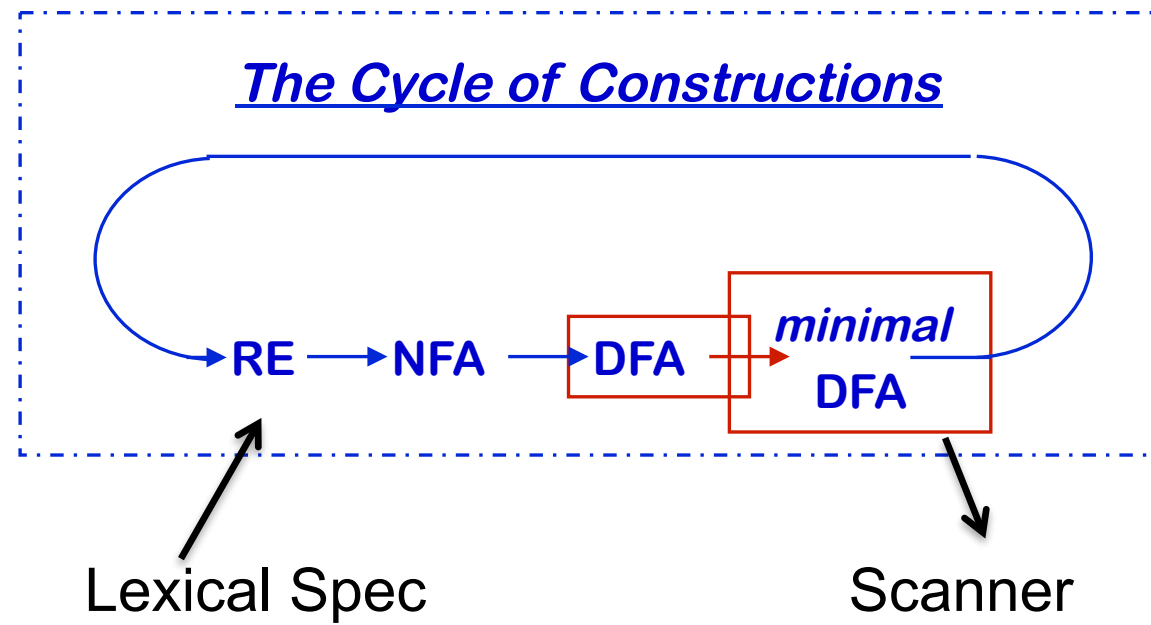 The Cycle of Constructions
minimal
RE NFA DFA
DFA
Lexical Spec Scanner